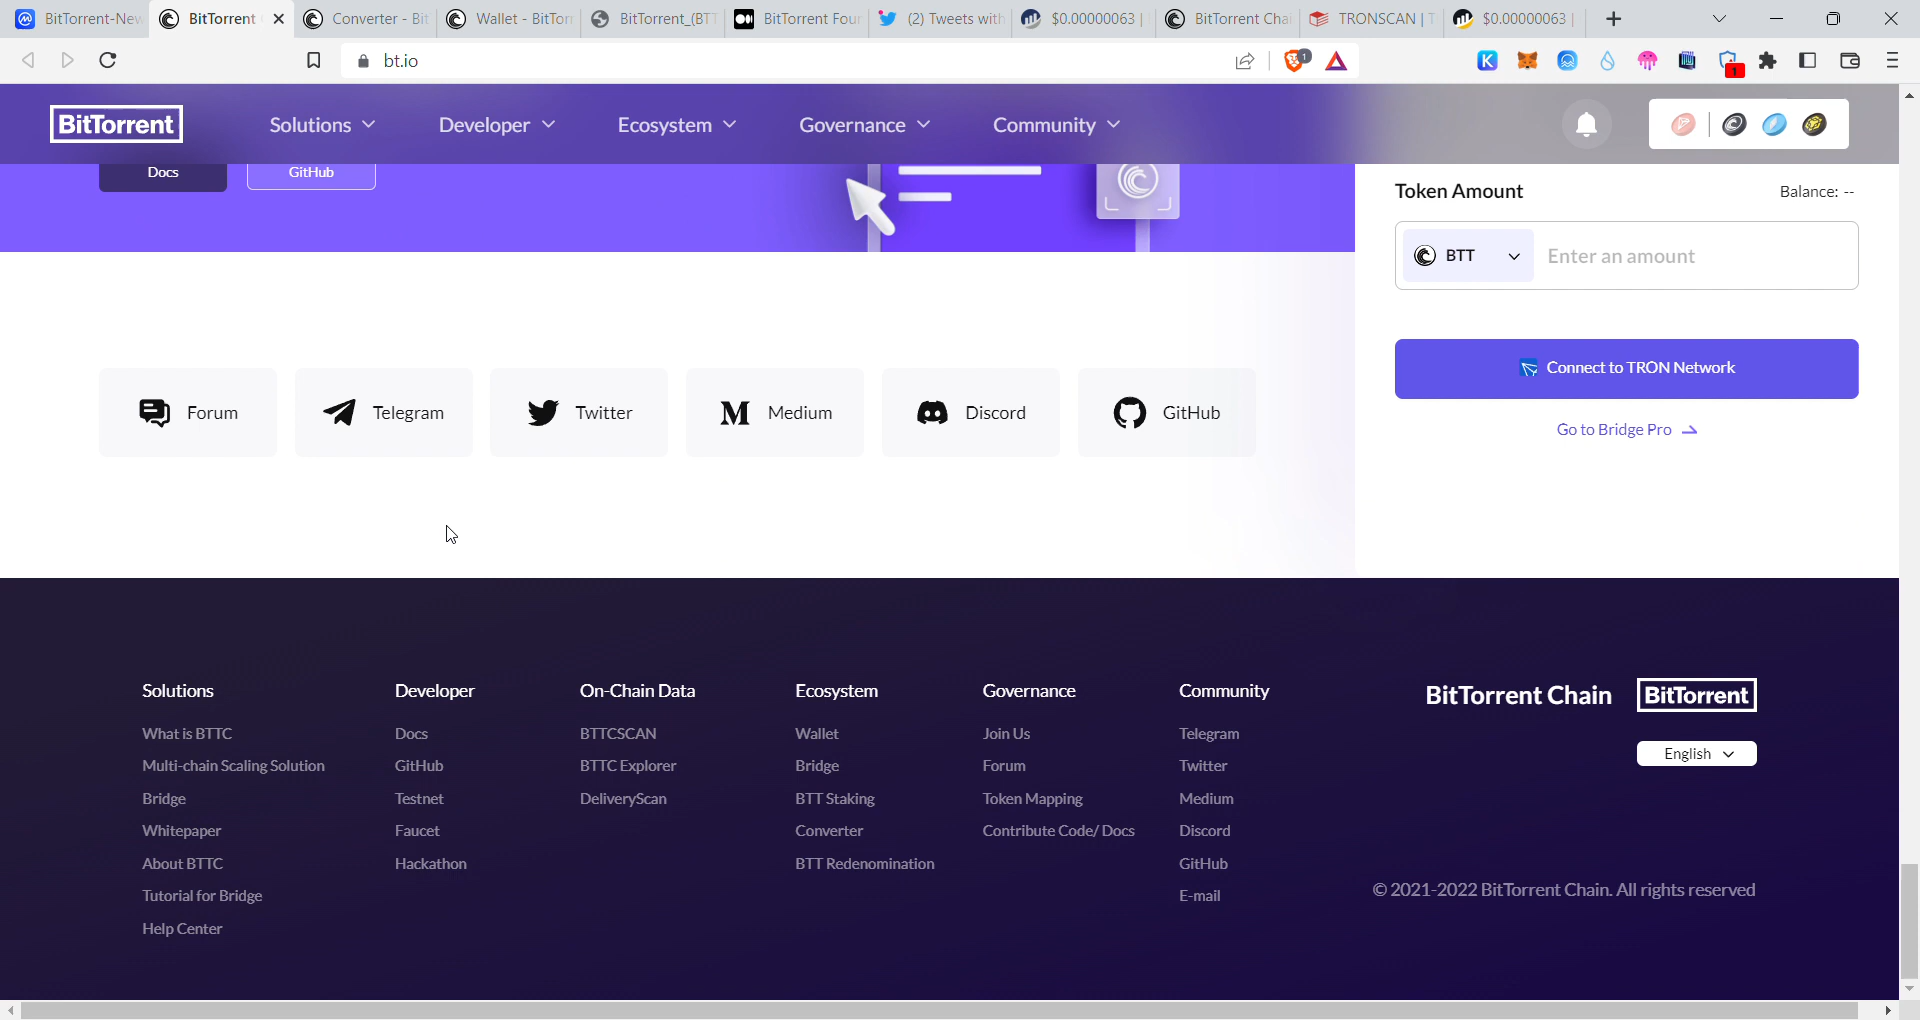 BitTorrent-New
BitTorrent
Converter - Bit
Wallet - BitTorr
BitTorrent_(BTT
BitTorrent Four
(2) Tweets with
$0.00000063 |
BitTorrent Chai
TRONSCAN | T
$0.00000063 |
bt.io
1
1
BitTorrent
Solutions
Developer
Ecosystem
Governance
Community
Docs
GitHub
Token Amount
Balance: --
BTT
Enter an amount
Connect to TRON Network
Go to Bridge Pro
Forum
Telegram
Twitter
Medium
Discord
GitHub
Solutions
What is BTTC
Multi-chain Scaling Solution
Bridge
Whitepaper
About BTTC
Tutorial for Bridge
Help Center
Developer
Docs
GitHub
Testnet
Faucet
Hackathon
On-Chain Data
BTTCSCAN
BTTC Explorer
DeliveryScan
Ecosystem
Wallet
Bridge
BTT Staking
Converter
BTT Redenomination
Governance
Join Us
Forum
Token Mapping
Contribute Code/ Docs
Community
Telegram
Twitter
Medium
Discord
GitHub
E-mail
BitTorrent Chain
BitTorrent
English
© 2021-2022 BitTorrent Chain. All rights reserved